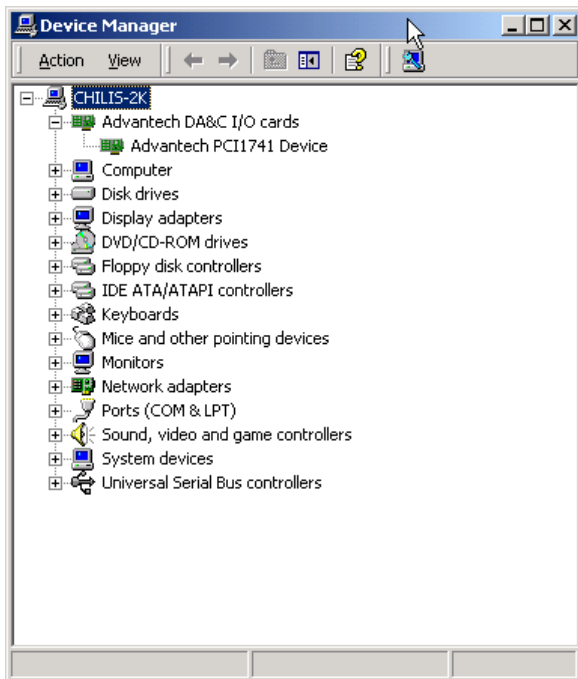 Device Manager
Action View
CHILIS-2K
Advantech DA&C I/O cards
Advantech PCI1741 Device
Computer
Disk drives
Display adapters
DVD/CD-ROM drives
Floppy disk controllers
IDE ATA/ATAPI controllers
Keyboards
Mice and other pointing devices
Monitors
Network adapters
Ports (COM & LPT)
Sound, video and game controllers
System devices
Universal Serial Bus controllers